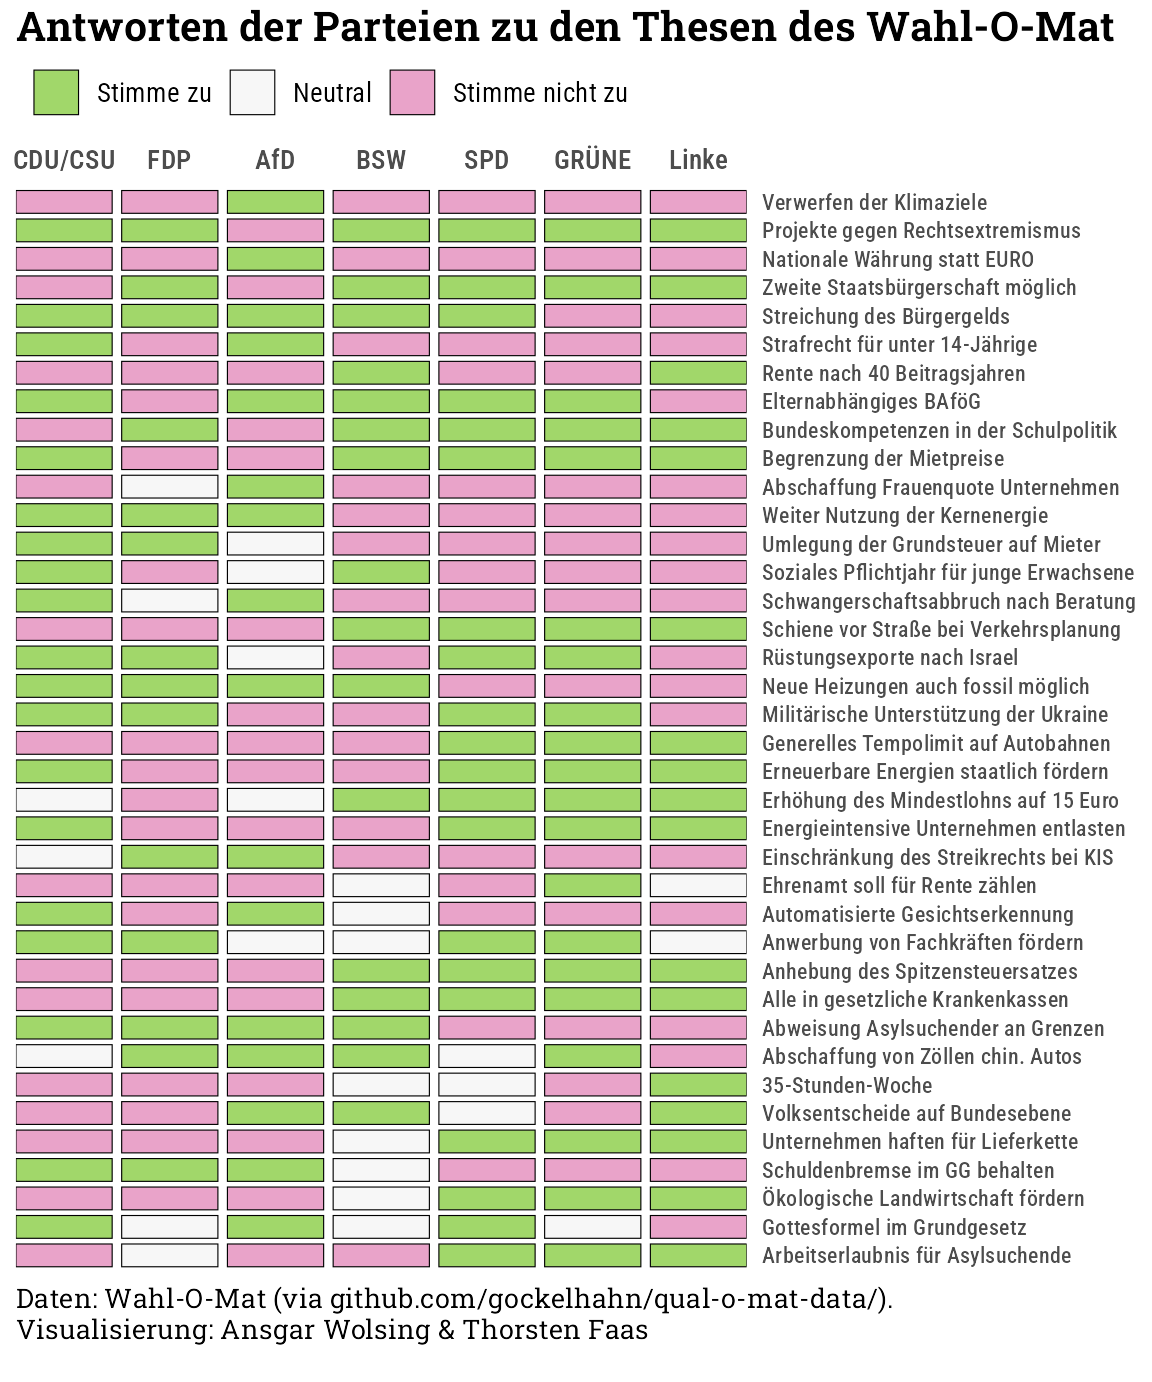 Antworten der Parteien zu den Thesen des Wahl-O-Mat
Stimme zu Neutral Stimme nicht zu
CDU/CSU FDP AfD BSW SPD GRÜNE Linke
Verwerfen der Klimaziele
Projekte gegen Rechtsextremismus
Nationale Währung statt EURO
Zweite Staatsbürgerschaft möglich
Streichung des Bürgergelds
Strafrecht für unter 14-Jährige
Rente nach 40 Beitragsjahren
Elternabhängiges BAföG
Bundeskompetenzen in der Schulpolitik
Begrenzung der Mietpreise
Abschaffung Frauenquote Unternehmen
Weiter Nutzung der Kernenergie
Umlegung der Grundsteuer auf Mieter
Soziales Pflichtjahr für junge Erwachsene
Schwangerschaftsabbruch nach Beratung
Schiene vor Straße bei Verkehrsplanung
Rüstungsexporte nach Israel
Neue Heizungen auch fossil möglich
Militärische Unterstützung der Ukraine
Generelles Tempolimit auf Autobahnen
Erneuerbare Energien staatlich fördern
Erhöhung des Mindestlohns auf 15 Euro
Energieintensive Unternehmen entlasten
Einschränkung des Streikrechts bei KIS
Ehrenamt soll für Rente zählen
Automatisierte Gesichtserkennung
Anwerbung von Fachkräften fördern
Anhebung des Spitzensteuersatzes
Alle in gesetzliche Krankenkassen
Abweisung Asylsuchender an Grenzen
Abschaffung von Zöllen chin. Autos
35-Stunden-Woche
Volksentscheide auf Bundesebene
Unternehmen haften für Lieferkette
Schuldenbremse im GG behalten
Ökologische Landwirtschaft fördern
Gottesformel im Grundgesetz
Arbeitserlaubnis für Asylsuchende
Daten: Wahl-O-Mat (via github.com/gockelhahn/qual-o-mat-data/).
Visualisierung: Ansgar Wolsing & Thorsten Faas